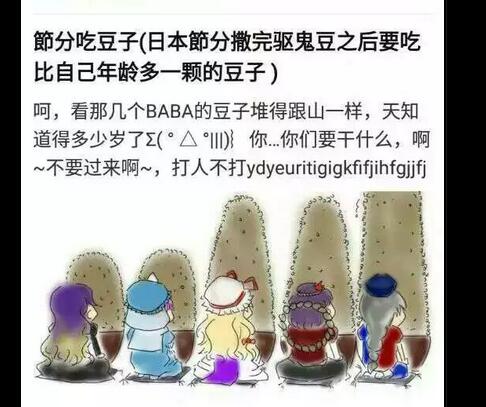 節分吃豆子(日本節分撒完驱鬼豆之后要吃
比自己年龄多一颗的豆子 )
呵，看那几个BABA的豆子堆得跟山一样，天知
道得多少岁了Σ( ° △ °|||)︴ 你…你们要干什么，啊
~不要过来啊~，打人不打ydyeuritigigkfifjihfgjjfj